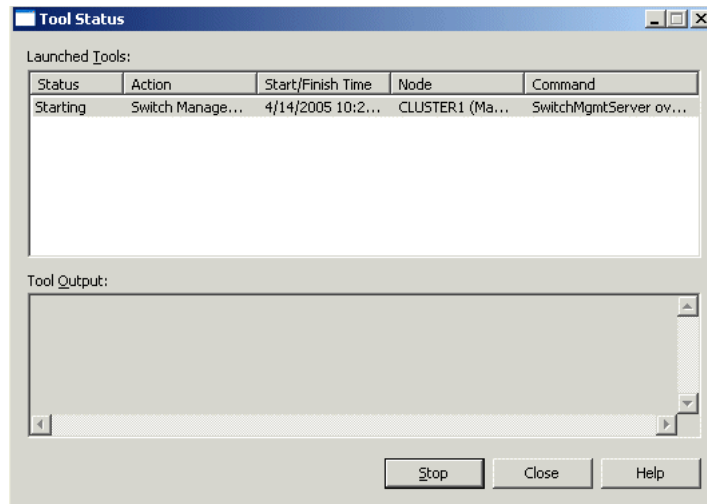 Tool Status
Launched Tools:
Status Action Start/Finish Time Node Command
Starting Switch Manage... 4/14/2005 10:2... CLUSTER1 (Ma... SwitchMgmtServer ov...
Tool Output:
Stop Close Help